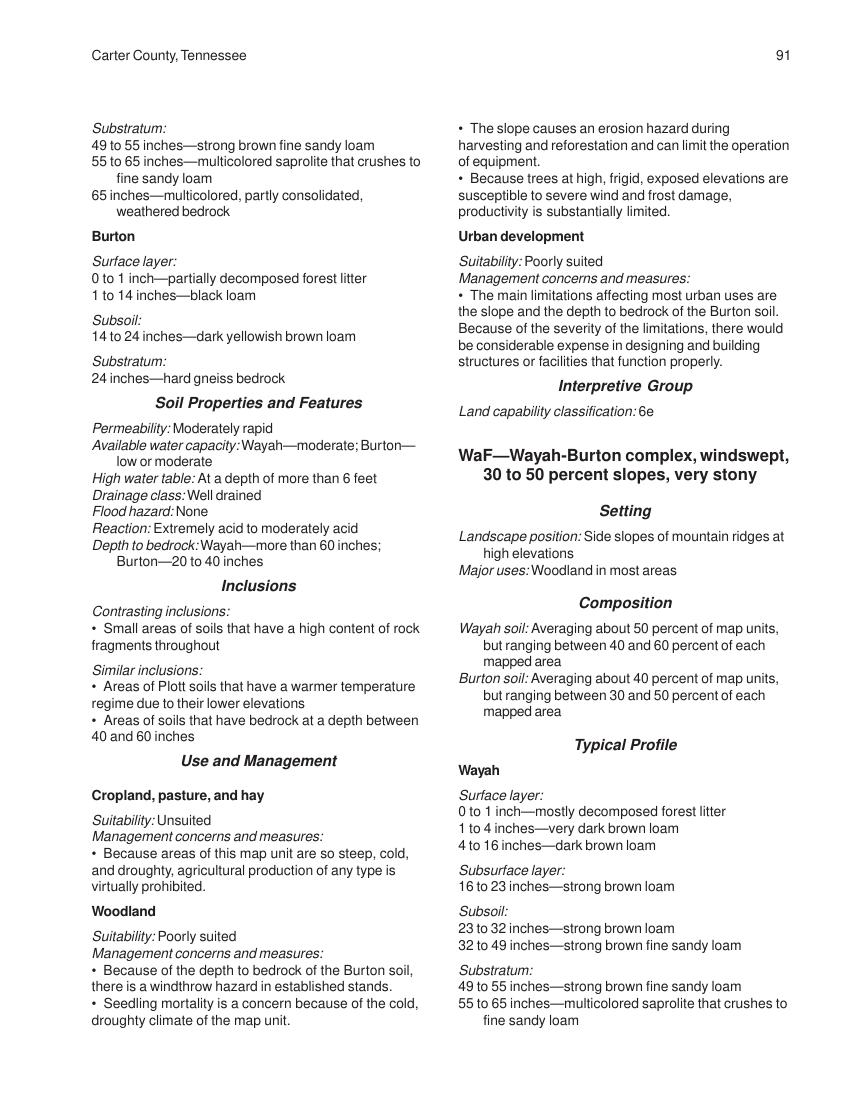 Carter County, Tennessee
91
Substratum:
49 to 55 inches—strong brown fine sandy loam
55 to 65 inches—multicolored saprolite that crushes to
fine sandy loam
65 inches—multicolored, partly consolidated,
weathered bedrock
Burton
Surface layer:
0 to 1 inch—partially decomposed forest litter
1 to 14 inches—black loam
Subsoil:
14 to 24 inches—dark yellowish brown loam
Substratum:
24 inches—hard gneiss bedrock
Soil Properties and Features
Permeability: Moderately rapid
Available water capacity: Wayah—moderate; Burton—
low or moderate
High water table: At a depth of more than 6 feet
Drainage class: Well drained
Flood hazard: None
Reaction: Extremely acid to moderately acid
Depth to bedrock: Wayah—more than 60 inches;
Burton—20 to 40 inches
Inclusions
Contrasting inclusions:
• Small areas of soils that have a high content of rock
fragments throughout
Similar inclusions:
• Areas of Plott soils that have a warmer temperature
regime due to their lower elevations
• Areas of soils that have bedrock at a depth between
40 and 60 inches
Use and Management
Cropland, pasture, and hay
Suitability: Unsuited
Management concerns and measures:
• Because areas of this map unit are so steep, cold,
and droughty, agricultural production of any type is
virtually prohibited.
Woodland
Suitability: Poorly suited
Management concerns and measures:
• Because of the depth to bedrock of the Burton soil,
there is a windthrow hazard in established stands.
• Seedling mortality is a concern because of the cold,
droughty climate of the map unit.
• The slope causes an erosion hazard during
harvesting and reforestation and can limit the operation
of equipment.
• Because trees at high, frigid, exposed elevations are
susceptible to severe wind and frost damage,
productivity is substantially limited.
Urban development
Suitability: Poorly suited
Management concerns and measures:
• The main limitations affecting most urban uses are
the slope and the depth to bedrock of the Burton soil.
Because of the severity of the limitations, there would
be considerable expense in designing and building
structures or facilities that function properly.
Interpretive Group
Land capability classification: 6e
WaF—Wayah-Burton complex, windswept,
30 to 50 percent slopes, very stony
Setting
Landscape position: Side slopes of mountain ridges at
high elevations
Major uses: Woodland in most areas
Composition
Wayah soil: Averaging about 50 percent of map units,
but ranging between 40 and 60 percent of each
mapped area
Burton soil: Averaging about 40 percent of map units,
but ranging between 30 and 50 percent of each
mapped area
Typical Profile
Wayah
Surface layer:
0 to 1 inch—mostly decomposed forest litter
1 to 4 inches—very dark brown loam
4 to 16 inches—dark brown loam
Subsurface layer:
16 to 23 inches—strong brown loam
Subsoil:
23 to 32 inches—strong brown loam
32 to 49 inches—strong brown fine sandy loam
Substratum:
49 to 55 inches—strong brown fine sandy loam
55 to 65 inches—multicolored saprolite that crushes to
fine sandy loam